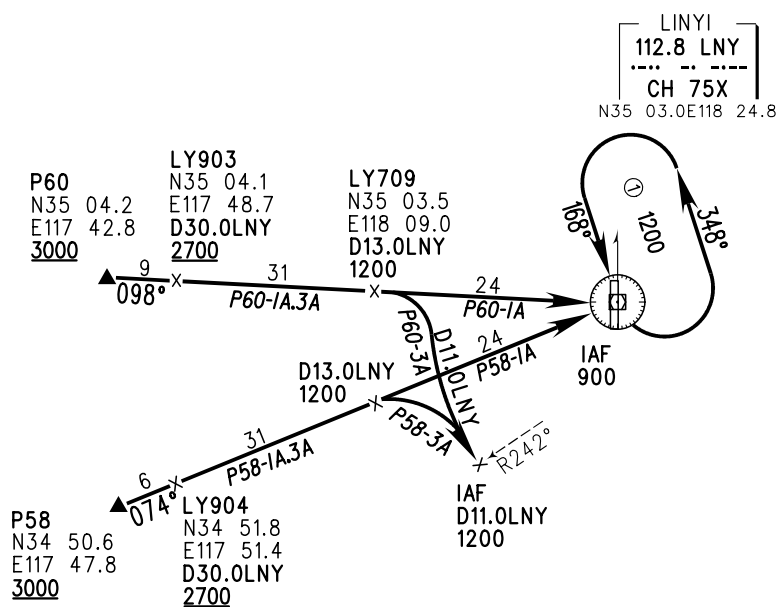 LINYI
112.8 LNY
CH 75X
N35 03.0E118 24.8
LY903
N35 04.1
E117 48.7
D30.0LNY
2700
P60
N35 04.2
E117 42.8
3000
LY709
N35 03.5
E118 09.0
D13.0LNY
1200
168°
1
1200
348°
9
31
24
098°
P60-1A.3A
P60-1A
P60-3A
D11.0LNY
24
P58-1A
IAF
900
D13.0LNY
1200
P58-3A
31
P58-1A.3A
R242°
6
074°
IAF
D11.0LNY
1200
P58
N34 50.6
E117 47.8
3000
LY904
N34 51.8
E117 51.4
D30.0LNY
2700